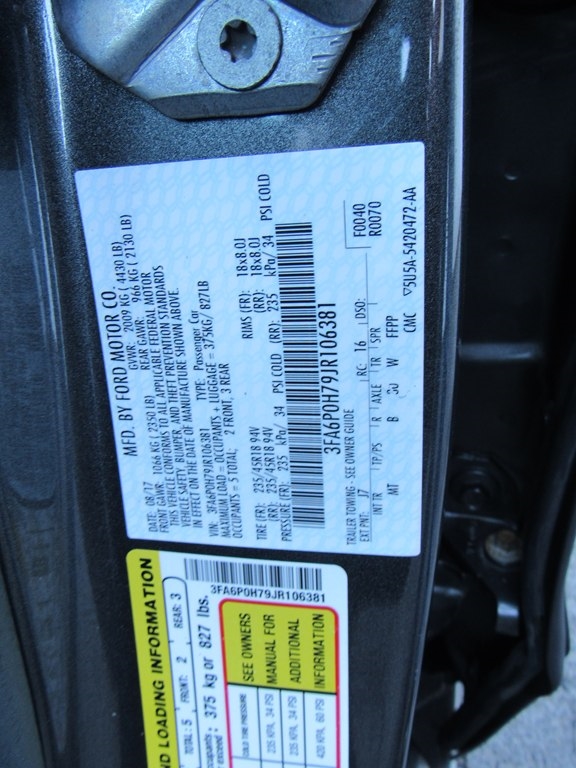 MFD. BY FORD MOTOR CO.
DATE: 08/17 GVWR: 2009 KG ( 4430 LB)
FRONT GAWR: 1066 KG ( 2350 LB) REAR GAWR: 966 KG ( 2130 LB)
THIS VEHICLE CONFORMS TO ALL APPLICABLE FEDERAL MOTOR
VEHICLE SAFETY, BUMPER, AND THEFT PREVENTION STANDARDS
IN EFFECT ON THE DATE OF MANUFACTURE SHOWN ABOVE.
VIN: 3FA6P0H79JR106381 TYPE: Passenger Car
MAXIMUM LOAD = OCCUPANTS + LUGGAGE = 375KG/ 827LB
OCCUPANTS = 5 TOTAL: 2 FRONT, 3 REAR
TIRE (FR): 235/45R18 94V RIMS (FR): 18x8.0J
(RR): 235/45R18 94V (RR): 18x8.0J
PRESSURE (FR): 235 kPa/ 34 PSI COLD (RR): 235 kPa/ 34 PSI COLD
3FA6P0H79JR106381
TRAILER TOWING - SEE OWNER GUIDE F0040
EXT PNT: J7 RC: 16 DSO: R0070
INT TR TP/PS R AXLE TR SPR
MT B W FFPP CMC ▽5U5A-5420472-AA
ND LOADING INFORMATION
TOTAL: 5 FRONT: 2 REAR: 3
cupants: 375 kg or 827 lbs.
3FA6P0H79JR106381
COLD TIRE PRESSURE SEE OWNERS
235 KPA, 34 PSI MANUAL FOR
235 KPA, 34 PSI ADDITIONAL
420 KPA, 60 PSI INFORMATION